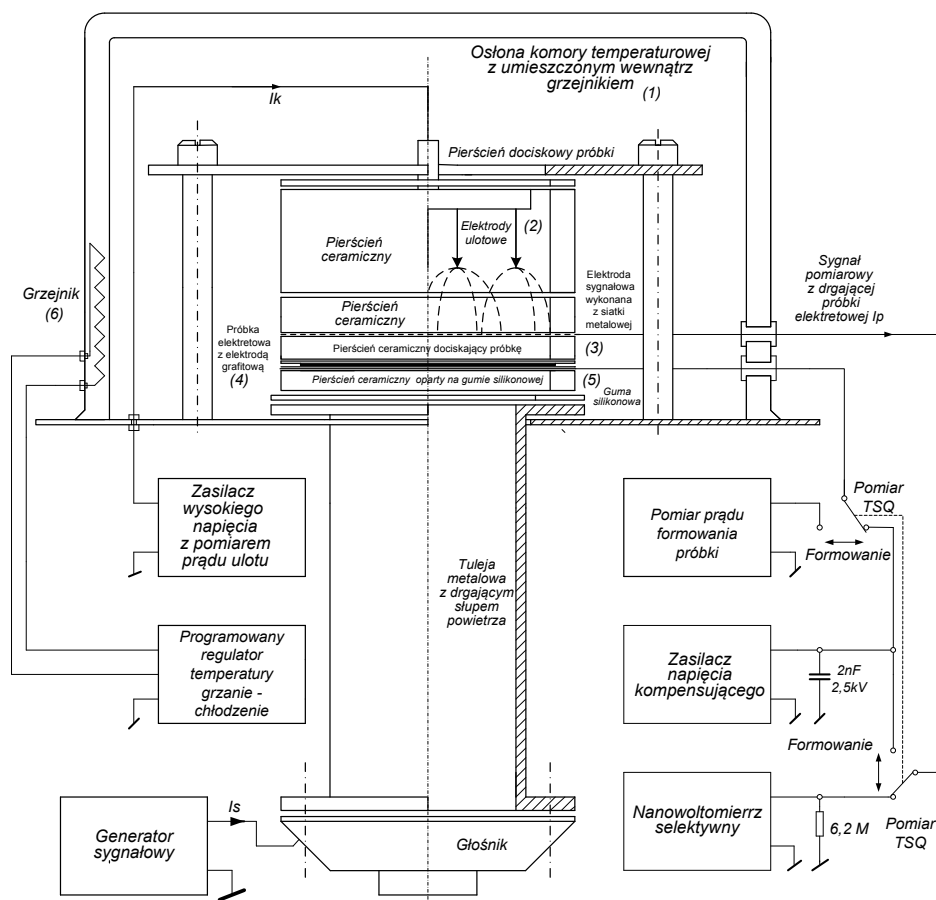 Osłona komory temperaturowej
z umieszczonym wewnątrz
grzejnikiem
(1)
Ik
Pierścień dociskowy próbki
Pierścień
ceramiczny
Elektrody
ulotowe
(2)
Grzejnik
(6)
Pierścień
ceramiczny
Elektroda
sygnałowa
wykonana
z siatki
metalowej
Sygnał
pomiarowy
z drgającej
próbki
elektretowej Ip
Próbka
elektretowa
z elektrodą
grafitową
(4)
Pierścień ceramiczny dociskający próbkę
(3)
Pierścień ceramiczny oparty na gumie silikonowej
(5)
Guma
silikonowa
Zasilacz
wysokiego
napięcia
z pomiarem
prądu ulotu
Pomiar prądu
formowania
próbki
Pomiar
TSQ
Formowanie
Tuleja
metalowa
z drgającym
słupem
powietrza
Programowany
regulator
temperatury
grzanie -
chłodzenie
Zasilacz
napięcia
kompensującego
2nF
2,5kV
Formowanie
Generator
sygnałowy
Is
Głośnik
Nanowoltomierrz
selektywny
6,2 M
Pomiar
TSQ